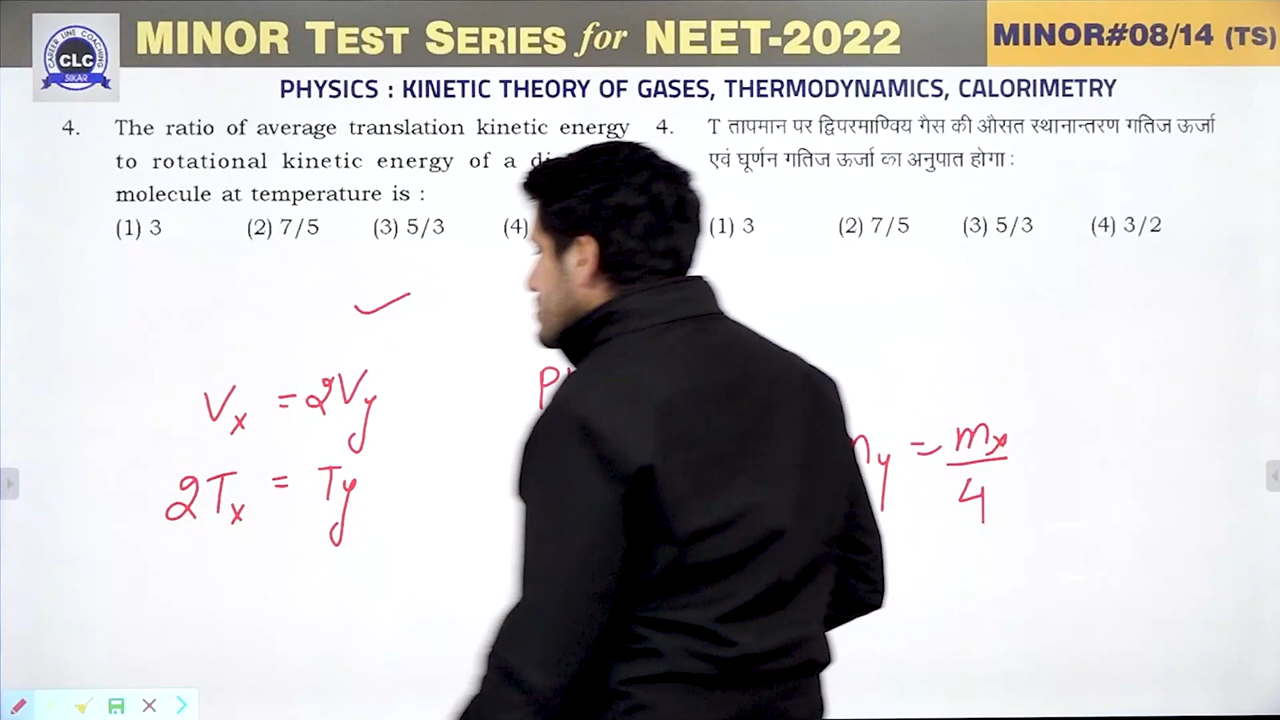 CAREER LINE COACHING
CLC
SIKAR
MINOR TEST SERIES for NEET-2022
MINOR#08/14 (TS)
PHYSICS : KINETIC THEORY OF GASES, THERMODYNAMICS, CALORIMETRY
4. The ratio of average translation kinetic energy
to rotational kinetic energy of a
molecule at temperature is :
(1) 3 (2) 7/5 (3) 5/3 (4)
4. T तापमान पर द्विपरमाण्विय गैस की औसत स्थानान्तरण गतिज ऊर्जा
एवं घूर्णन गतिज ऊर्जा का अनुपात होगा :
(1) 3 (2) 7/5 (3) 5/3 (4) 3/2
Vx = 2Vy
2Tx = Ty
P
y = mx/4